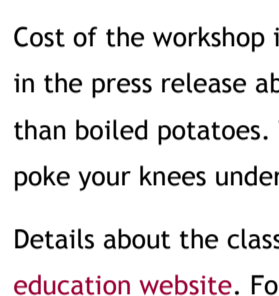 Cost of the workshop
in the press release
than boiled potatoes.
poke your knees under
Details about the class
education website. Fo